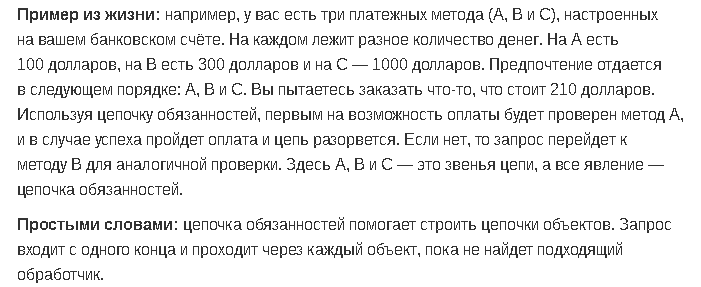 Пример из жизни: например, у вас есть три платежных метода (А, В и С), настроенных
на вашем банковском счёте. На каждом лежит разное количество денег. На А есть
100 долларов, на В есть 300 долларов и на С — 1000 долларов. Предпочтение отдается
в следующем порядке: А, В и С. Вы пытаетесь заказать что-то, что стоит 210 долларов.
Используя цепочку обязанностей, первым на возможность оплаты будет проверен метод А,
и в случае успеха пройдет оплата и цепь разорвется. Если нет, то запрос перейдет к
методу В для аналогичной проверки. Здесь А, В и С — это звенья цепи, а все явление —
цепочка обязанностей.
Простыми словами: цепочка обязанностей помогает строить цепочки объектов. Запрос
входит с одного конца и проходит через каждый объект, пока не найдет подходящий
обработчик.